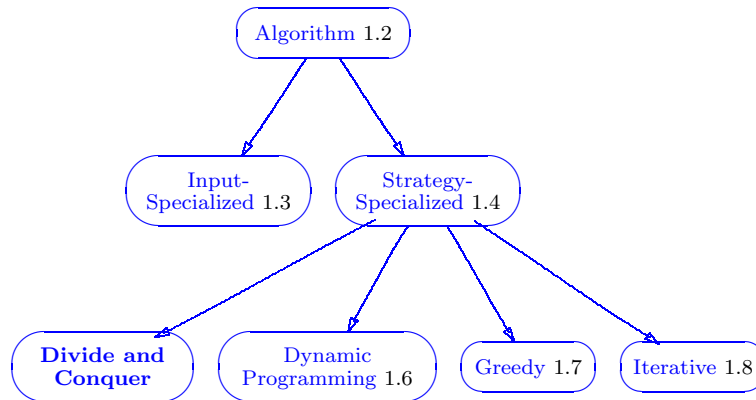 Algorithm 1.2
Input-
Specialized 1.3
Strategy-
Specialized 1.4
Divide and
Conquer
Dynamic
Programming 1.6
Greedy 1.7
Iterative 1.8